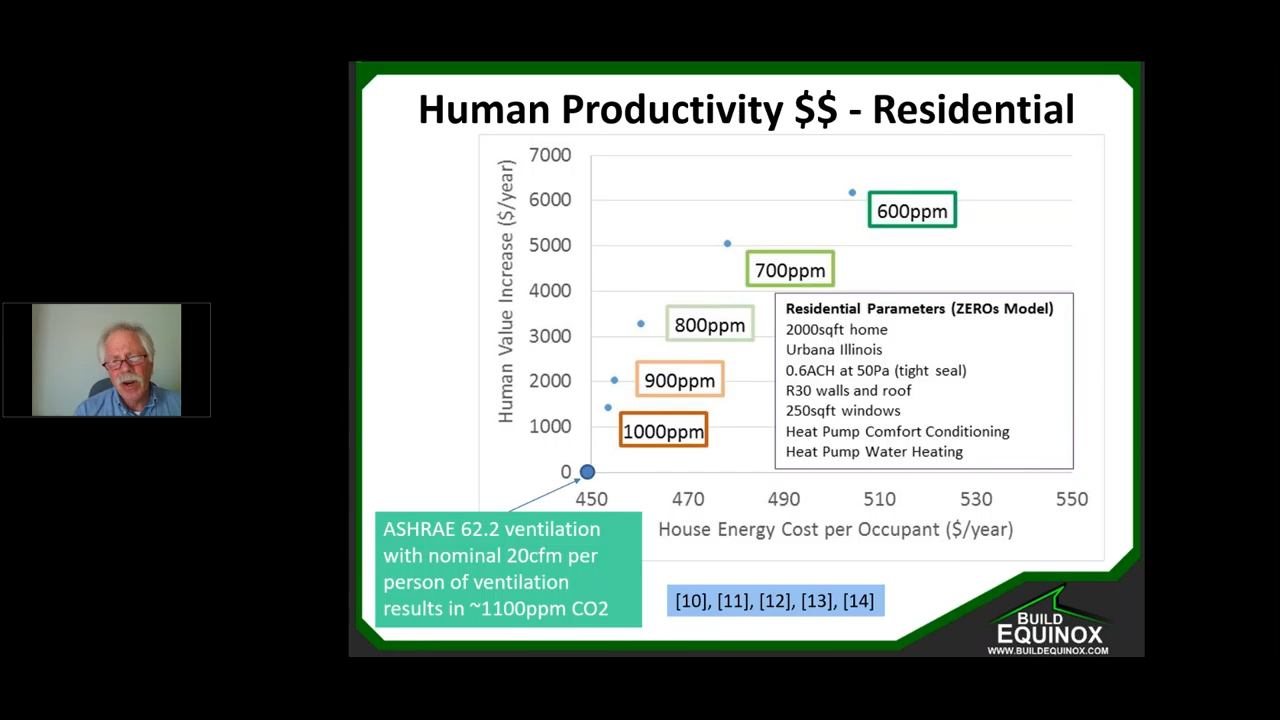 Human Productivity $$ - Residential
Human Value Increase ($/year)
7000
6000
5000
4000
3000
2000
1000
0
600ppm
700ppm
800ppm
900ppm
1000ppm
Residential Parameters (ZEROs Model)
2000sqft home
Urbana Illinois
0.6ACH at 50Pa (tight seal)
R30 walls and roof
250sqft windows
Heat Pump Comfort Conditioning
Heat Pump Water Heating
450 470 490 510 530 550
House Energy Cost per Occupant ($/year)
ASHRAE 62.2 ventilation
with nominal 20cfm per
person of ventilation
results in ~1100ppm CO2
[10], [11], [12], [13], [14]
BUILD
EQUINOX
WWW.BUILDEQUINOX.COM